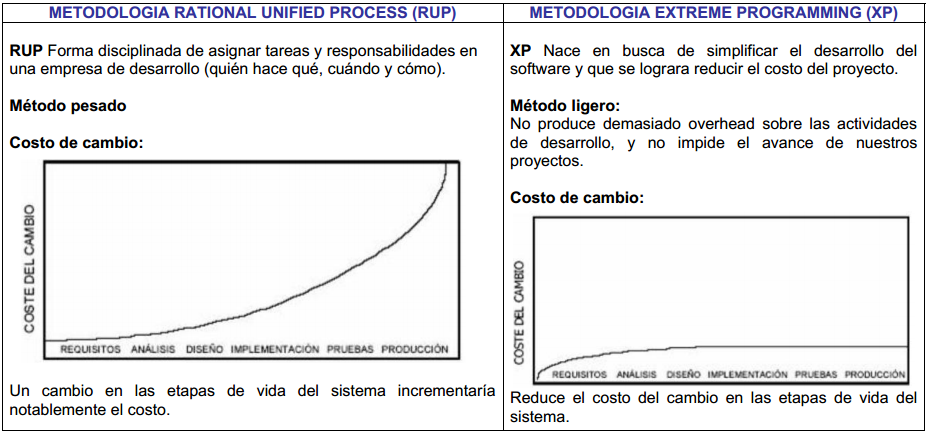 METODOLOGIA RATIONAL UNIFIED PROCESS (RUP)
RUP Forma disciplinada de asignar tareas y responsabilidades en
una empresa de desarrollo (quién hace qué, cuándo y cómo).
Método pesado
Costo de cambio:
COSTE DEL CAMBIO
REQUISITOS ANÁLISIS DISEÑO IMPLEMENTACIÓN PRUEBAS PRODUCCIÓN
Un cambio en las etapas de vida del sistema incrementaría
notablemente el costo.
METODOLOGIA EXTREME PROGRAMMING (XP)
XP Nace en busca de simplificar el desarrollo del
software y que se lograra reducir el costo del proyecto.
Método ligero:
No produce demasiado overhead sobre las actividades
de desarrollo, y no impide el avance de nuestros
proyectos.
Costo de cambio:
COSTE DEL CAMBIO
REQUISITOS ANÁLISIS DISEÑO IMPLEMENTACIÓN PRUEBAS PRODUCCIÓN
Reduce el costo del cambio en las etapas de vida del
sistema.